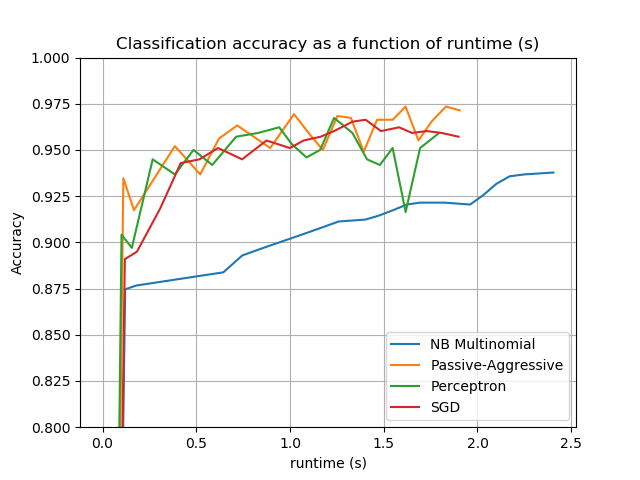 Classification accuracy as a function of runtime (s)
1.000
0.975
0.950
0.925
0.900
0.875
0.850
0.825
0.800
Accuracy
NB Multinomial
Passive-Aggressive
Perceptron
SGD
0.0 0.5 1.0 1.5 2.0 2.5
runtime (s)